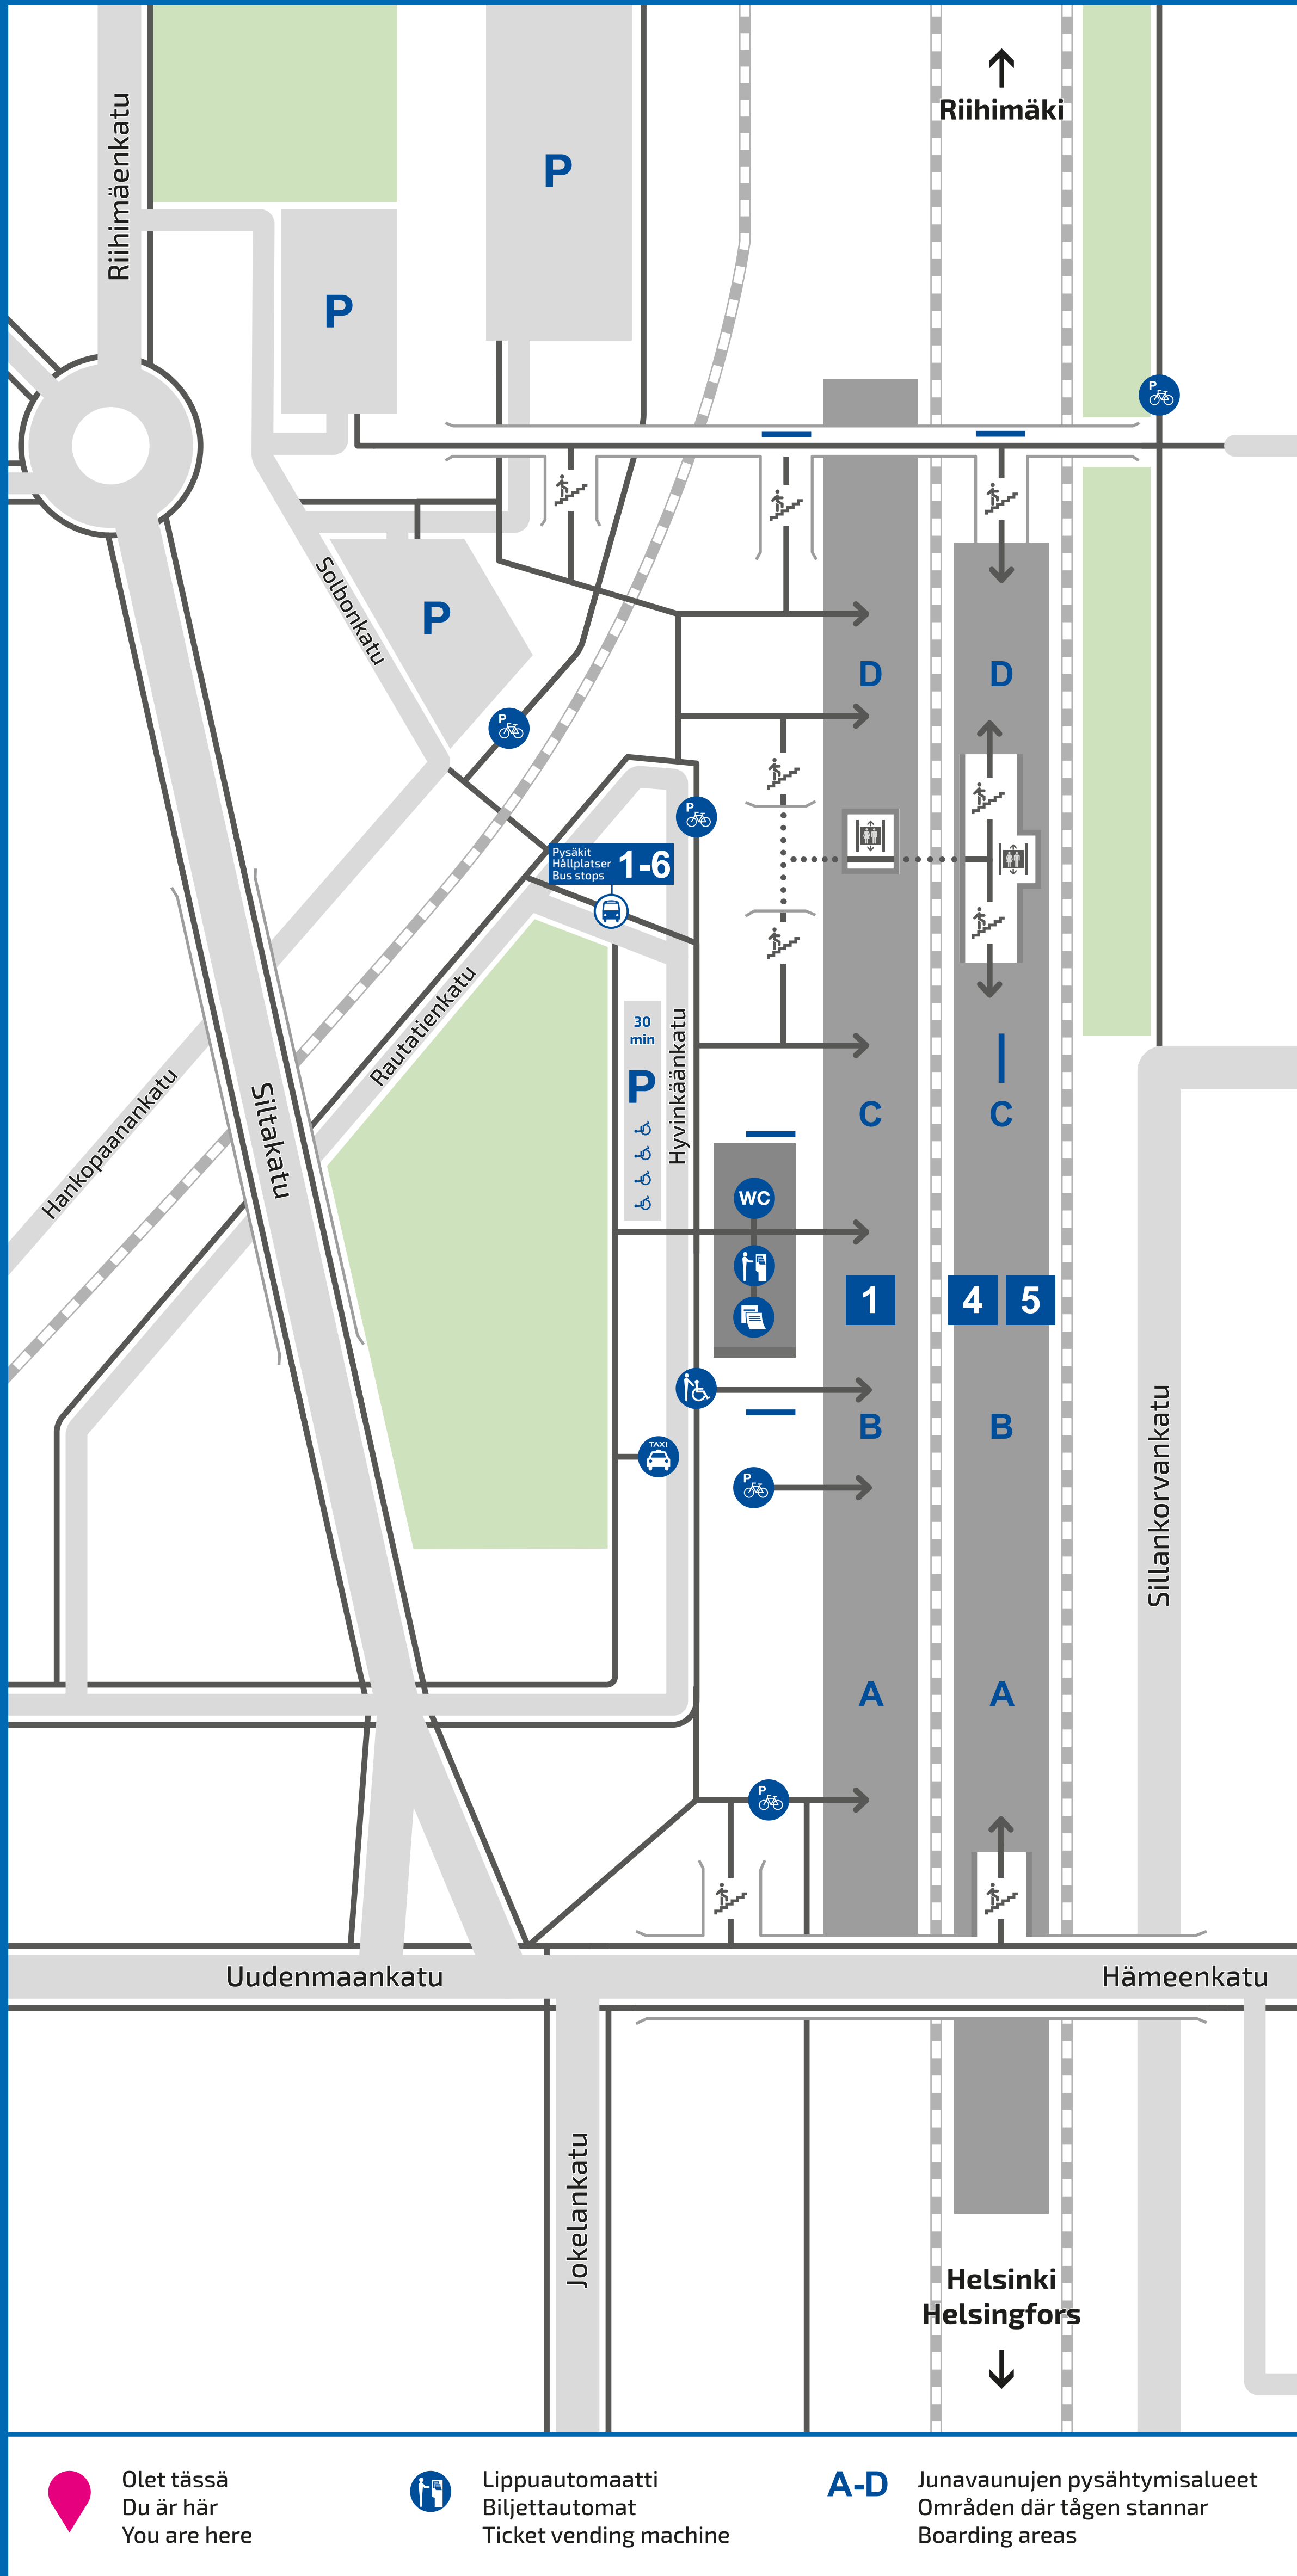 Riihimäki
Riihimäenkatu
P
P
P
P
Solbonkatu
P
D
D
P
P
Pysäkit
Hållplatser
Bus stops
1-6
Rautatienkatu
30
min
P
Hyvinkäänkatu
Hankopaanankatu
Siltakatu
C
C
WC
1
4
5
B
B
TAXI
P
Sillankorvankatu
A
A
P
Uudenmaankatu
Hämeenkatu
Jokelankatu
Helsinki
Helsingfors
Olet tässä
Du är här
You are here
Lippuautomaatti
Biljettautomat
Ticket vending machine
A-D
Junavaunujen pysähtymisalueet
Områden där tågen stannar
Boarding areas